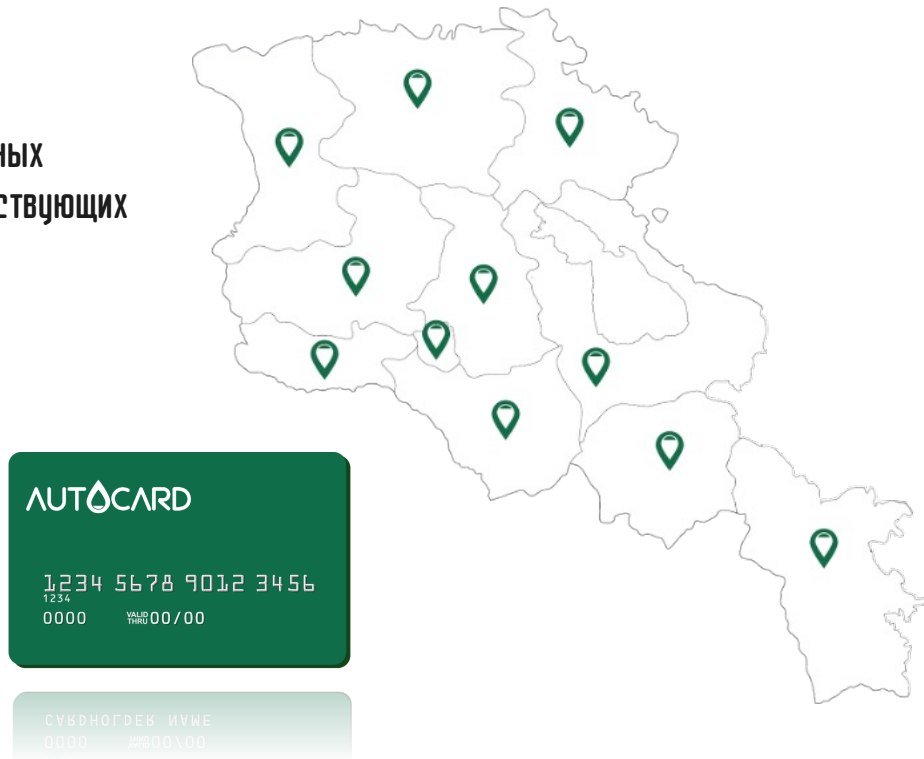 ных
ствующих
AUTOCARD
1234 5678 9012 3456
1234
0000 VALID THRU 00/00
CARDHOLDER NAME
0000 00/00